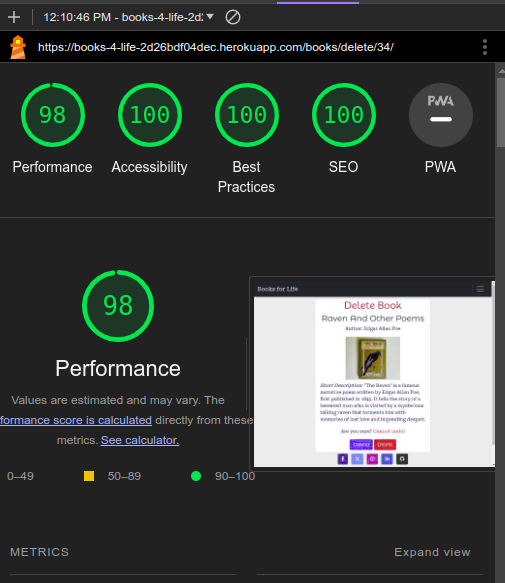 12:10:46 PM - books-4-life-2d
https://books-4-life-2d26bdf04dec.herokuapp.com/books/delete/34/
98
100
100
100
PWA
Performance
Accessibility
Best
Practices
SEO
PWA
98
Performance
Values are estimated and may vary. The
formance score is calculated directly from these
metrics. See calculator.
0–49
50–89
90–100
Books for Life
Delete Book
Raven And Other Poems
Author: Edgar Allan Poe
Short Description: "The Raven" is a famous
narrative poem written by Edgar Allan Poe,
first published in 1845. It tells the story of a
bereaved man who is visited by a mysterious
talking raven that torments him with
memories of lost love and impending despair.
Are you sure? Cannot undo!
Delete
METRICS
Expand view